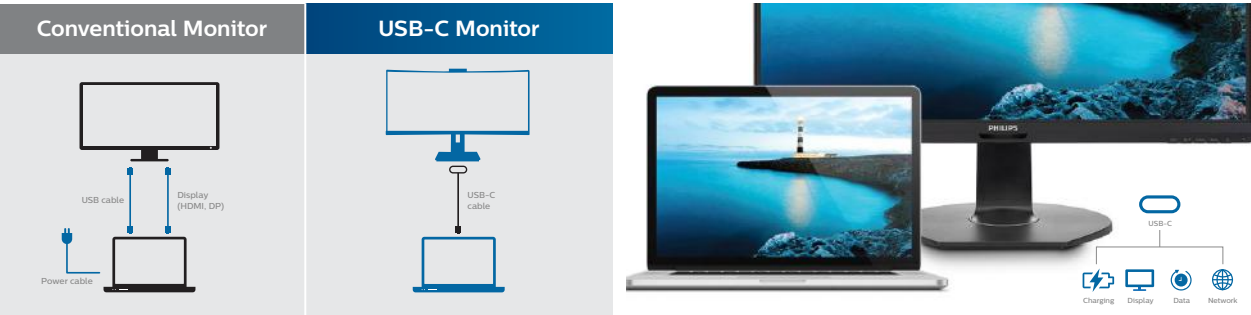 Conventional Monitor
USB-C Monitor
USB cable
Display
(HDMI, DP)
Power cable
USB-C
cable
PHILIPS
USB-C
Charging
Display
Data
Network